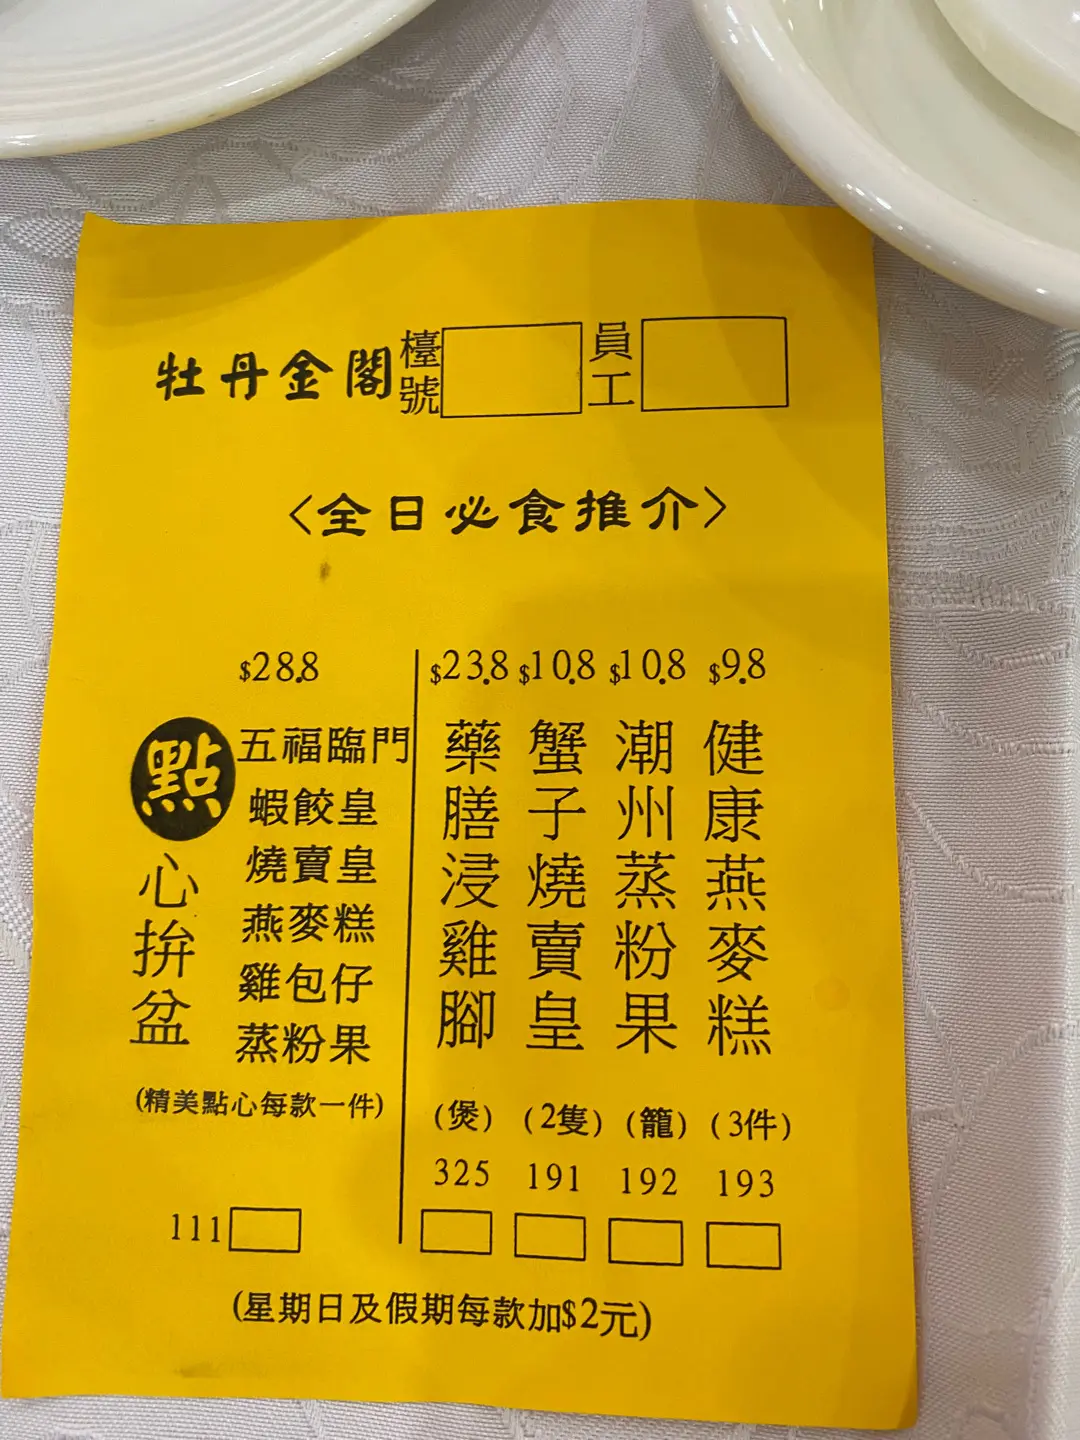 牡丹金閣 檯號 員工
〈全日必食推介〉
$28.8
點心拚盆
五福臨門
蝦餃皇
燒賣皇
燕麥糕
雞包仔
蒸粉果
(精美點心每款一件)
111
$23.8 $10.8 $10.8 $9.8
藥膳浸雞腳
蟹子燒賣皇
潮州蒸粉果
健康燕麥糕
(煲) (2隻) (籠) (3件)
325 191 192 193
(星期日及假期每款加$2元)